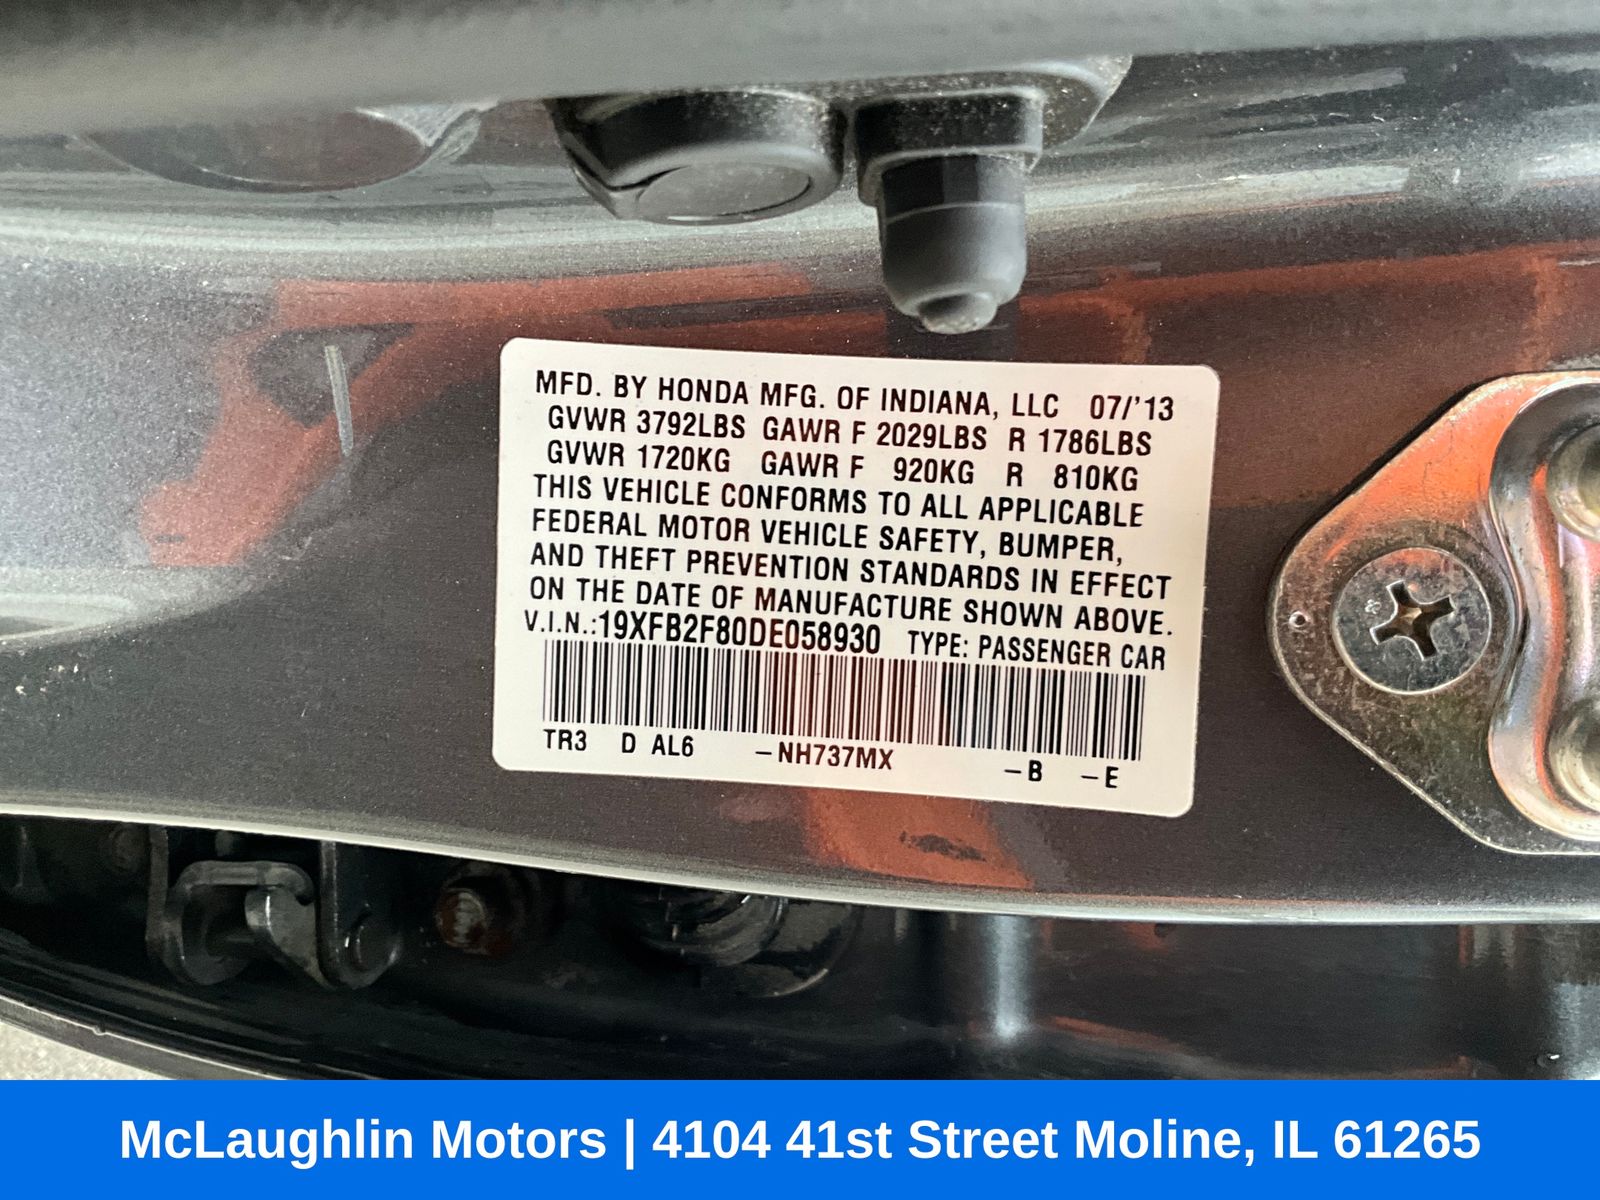 MFD. BY HONDA MFG. OF INDIANA, LLC 07/'13
GVWR 3792LBS GAWR F 2029LBS R 1786LBS
GVWR 1720KG GAWR F 920KG R 810KG
THIS VEHICLE CONFORMS TO ALL APPLICABLE
FEDERAL MOTOR VEHICLE SAFETY, BUMPER,
AND THEFT PREVENTION STANDARDS IN EFFECT
ON THE DATE OF MANUFACTURE SHOWN ABOVE.
V.I.N.:19XFB2F80DE058930 TYPE: PASSENGER CAR
TR3 D AL6 –NH737MX –B –E
McLaughlin Motors | 4104 41st Street Moline, IL 61265